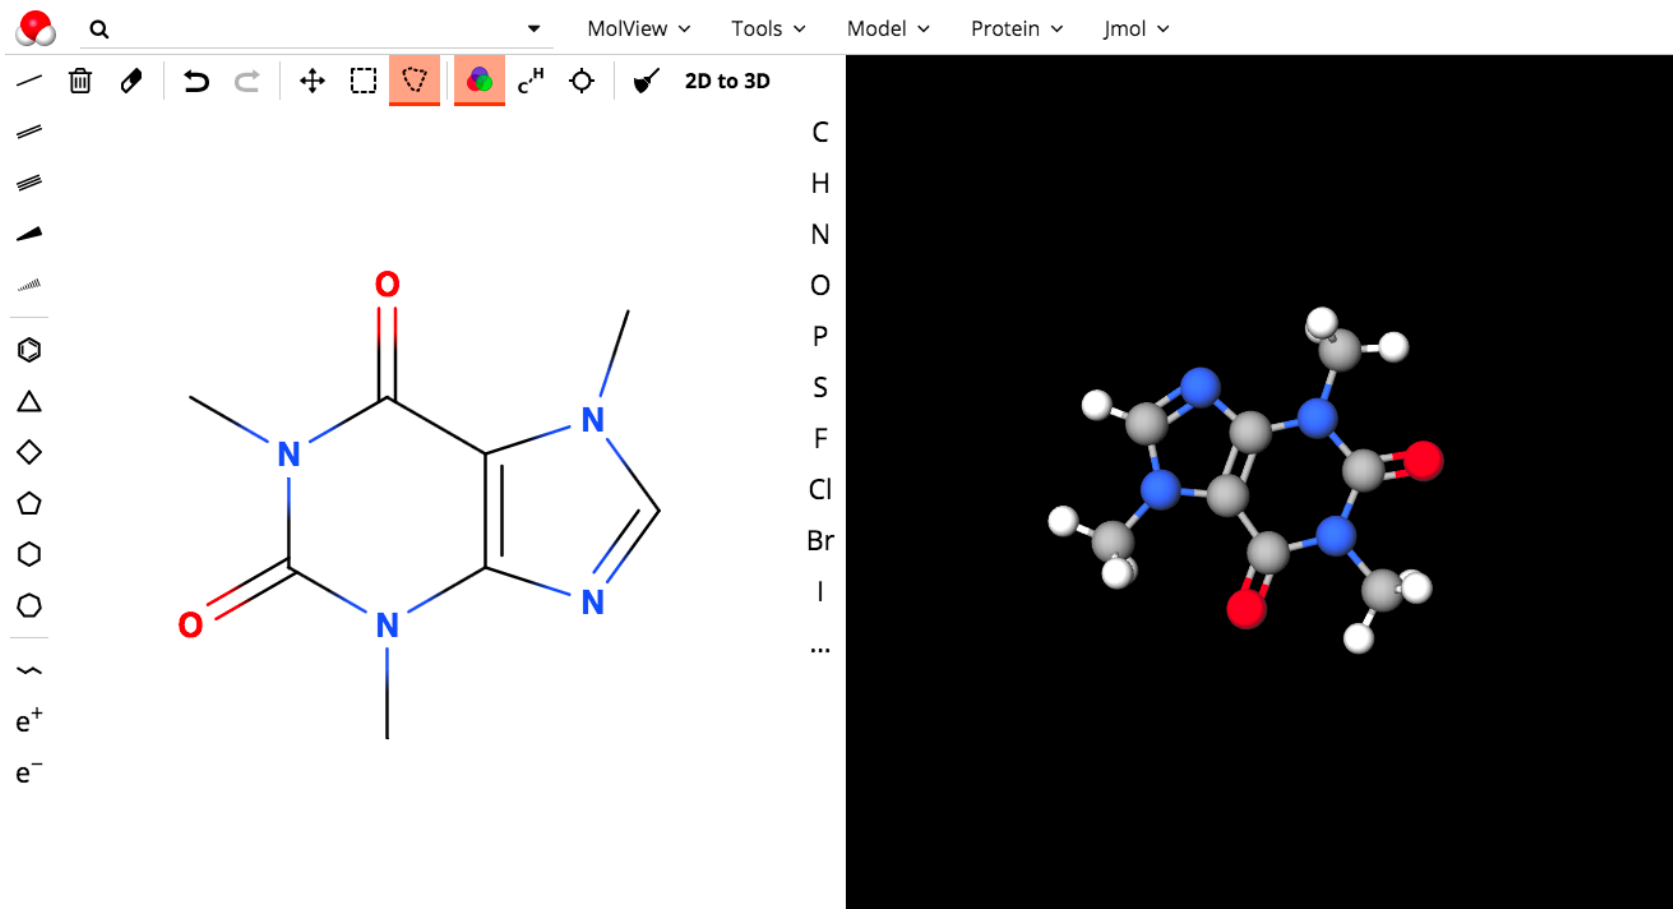 MolView Tools Model Protein Jmol
C H 2D to 3D
C
H
N
O
P
S
F
Cl
Br
I
...
O
N
N
O
N
N
e+
e−